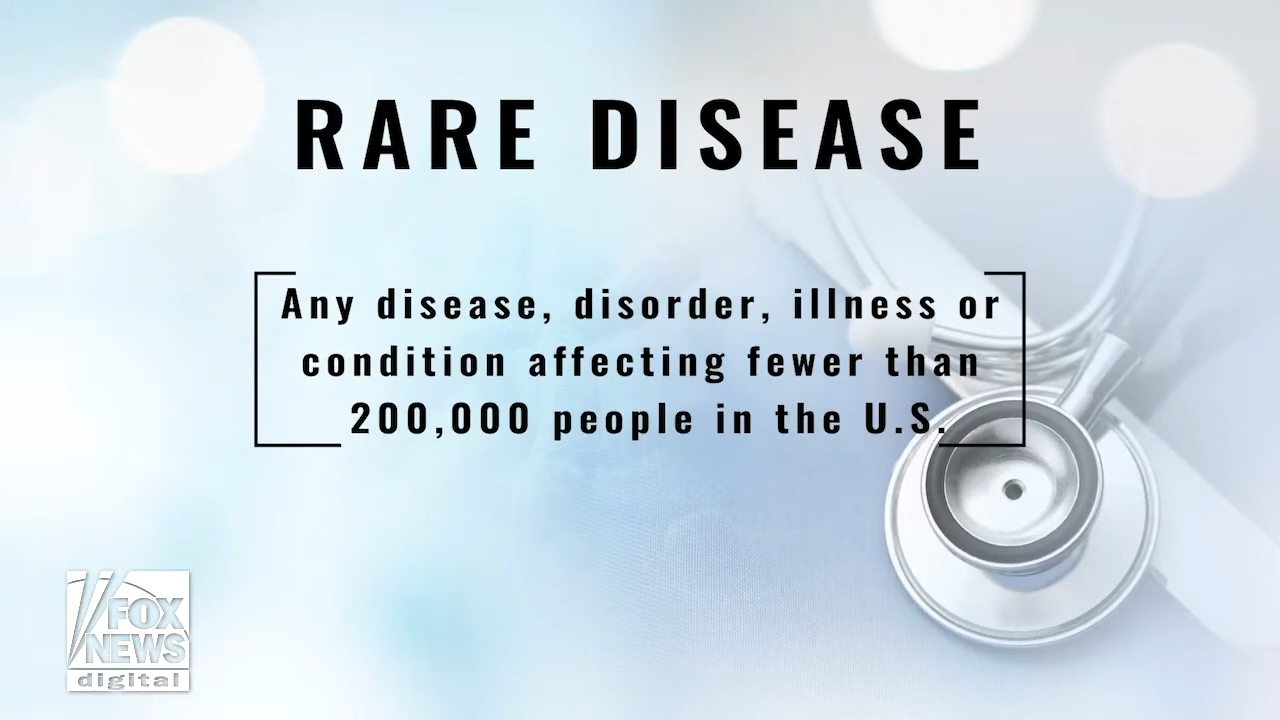 RARE DISEASE
Any disease, disorder, illness or
condition affecting fewer than
200,000 people in the U.S.
FOX
NEWS
digital